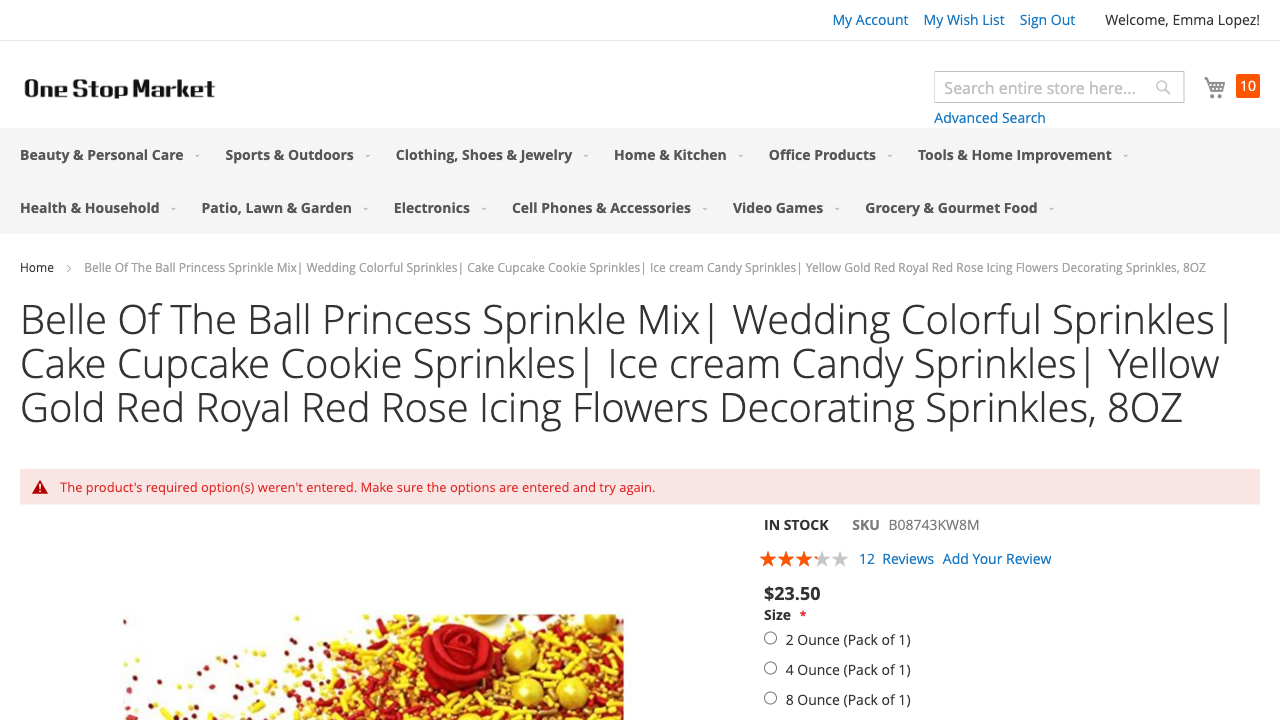 My Account My Wish List Sign Out Welcome, Emma Lopez!
One Stop Market
Search entire store here... 10
Advanced Search
Beauty & Personal Care Sports & Outdoors Clothing, Shoes & Jewelry Home & Kitchen Office Products Tools & Home Improvement
Health & Household Patio, Lawn & Garden Electronics Cell Phones & Accessories Video Games Grocery & Gourmet Food
Home Belle Of The Ball Princess Sprinkle Mix| Wedding Colorful Sprinkles| Cake Cupcake Cookie Sprinkles| Ice cream Candy Sprinkles| Yellow Gold Red Royal Red Rose Icing Flowers Decorating Sprinkles, 8OZ
Belle Of The Ball Princess Sprinkle Mix| Wedding Colorful Sprinkles|
Cake Cupcake Cookie Sprinkles| Ice cream Candy Sprinkles| Yellow
Gold Red Royal Red Rose Icing Flowers Decorating Sprinkles, 8OZ
The product's required option(s) weren't entered. Make sure the options are entered and try again.
IN STOCK SKU B08743KW8M
12 Reviews Add Your Review
$23.50
Size *
2 Ounce (Pack of 1)
4 Ounce (Pack of 1)
8 Ounce (Pack of 1)